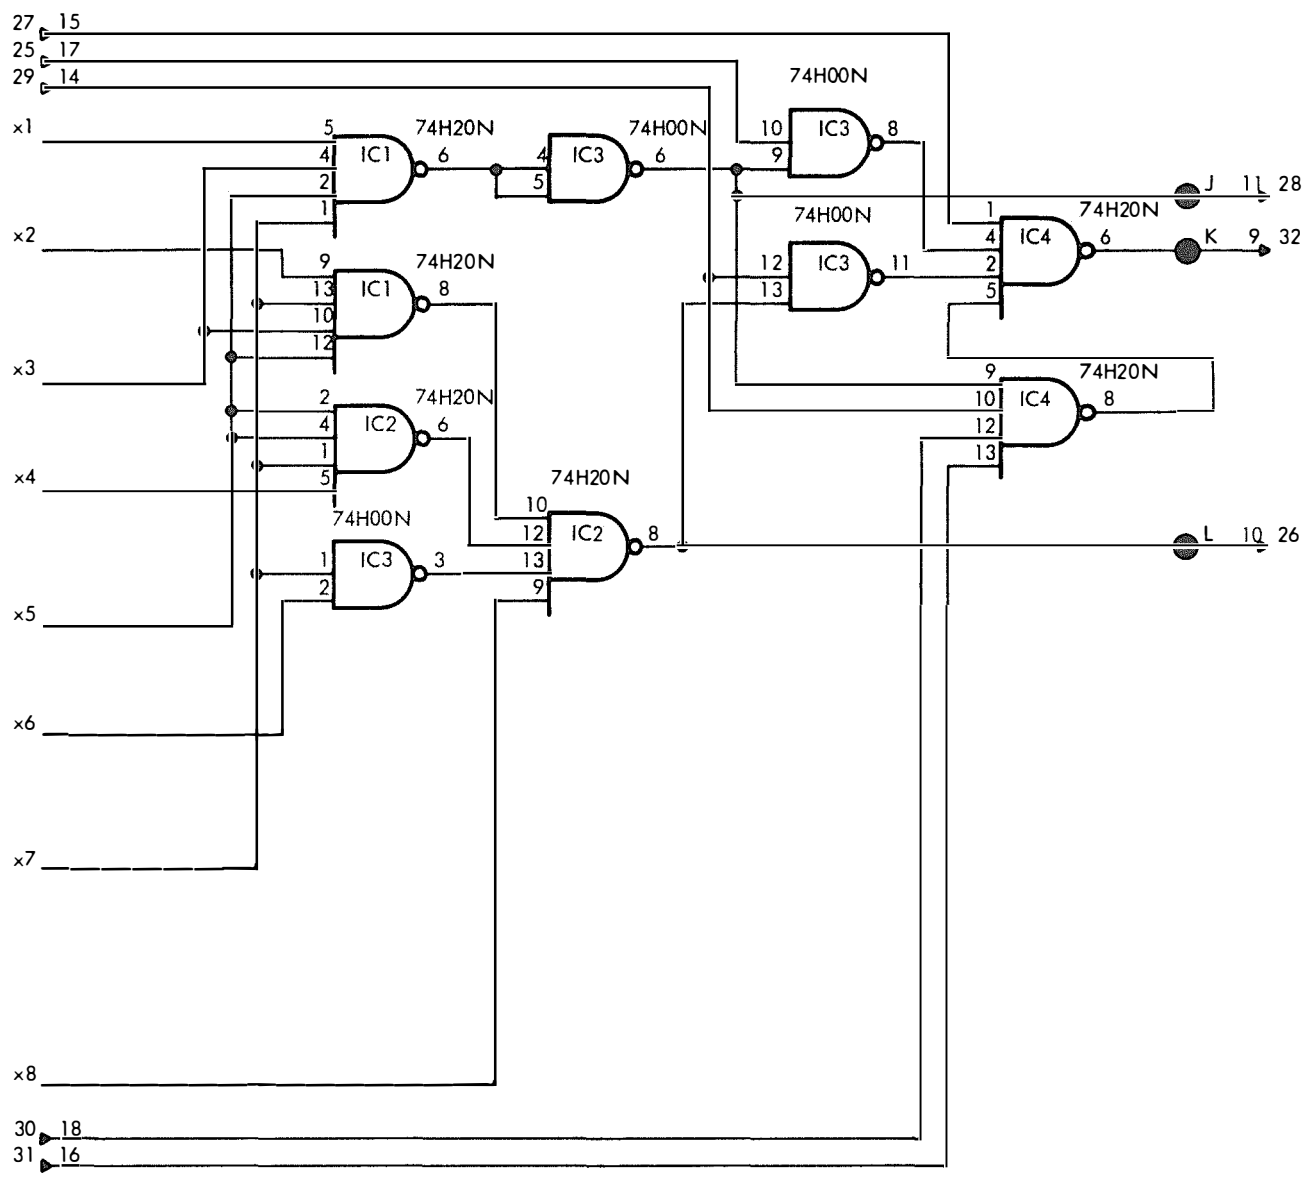 27 15
25 17
29 14
74H00N
x1 5 74H20N 74H00N 10 IC3 8
4 IC1 6 4 IC3 6 9
2 5 J 11 28
1 74H00N 1 74H20N
x2 74H20N 4 IC4 6 K 9 32
9 12 IC3 11 2
13 IC1 8 13 5
10
12
x3 9 74H20N
74H20N 10 IC4 8
2 12
4 IC2 6 13
1
x4 5 74H20N
74H00N 10
12 IC2 8 L 10 26
1 IC3 3 13
2 9
x5
x6
x7
x8
30 18
31 16